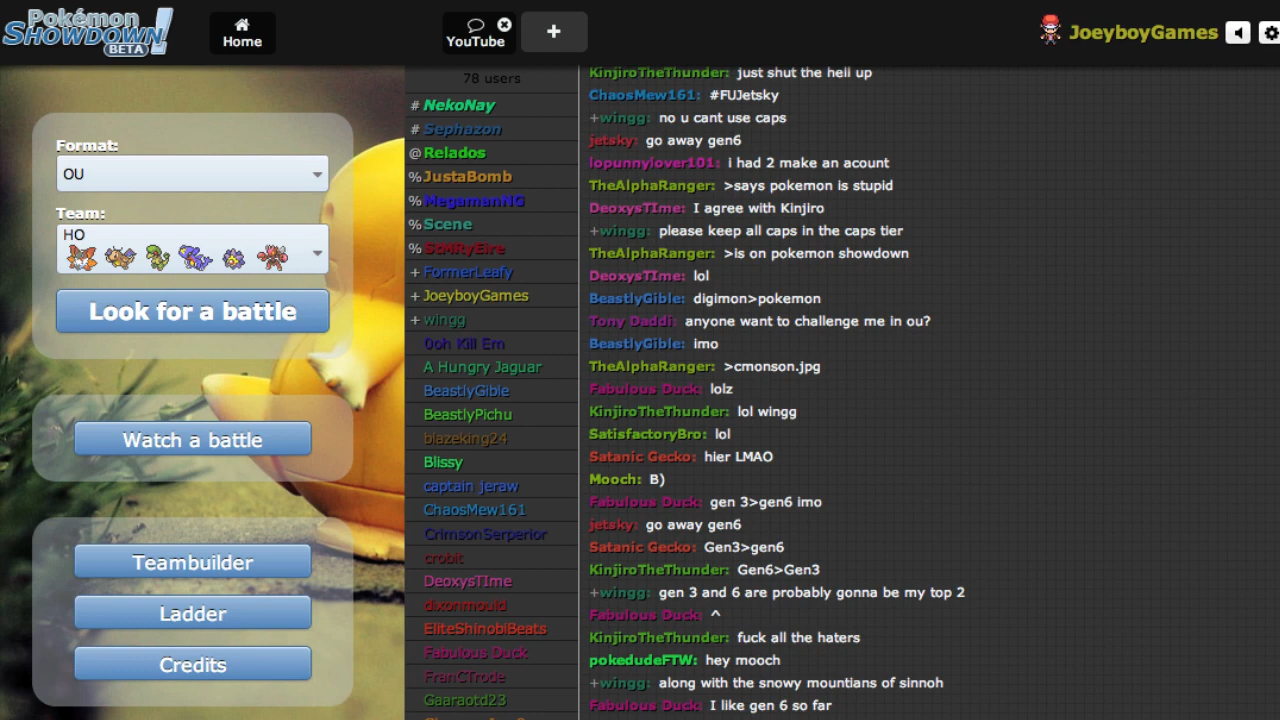 Pokémon
SHOWDOWN!
BETA
Home
YouTube
+
JoeyboyGames
Format:
OU
Team:
HO
Look for a battle
Watch a battle
Teambuilder
Ladder
Credits
78 users
#NekoNay
#Sephazon
@Relados
%JustaBomb
%MegamanNG
%Scene
%StMRyEire
+FormerLeafy
+JoeyboyGames
+wingg
0oh Kill Em
A Hungry Jaguar
BeastlyGible
BeastlyPichu
blazeking24
Blissy
captain jeraw
ChaosMew161
CrimsonSerperior
crobit
DeoxysTIme
dixonmould
EliteShinobiBeats
Fabulous Duck
FranCTrode
Gaaraotd23
KinjiroTheThunder: just shut the hell up
ChaosMew161: #FUJetsky
+wingg: no u cant use caps
jetsky: go away gen6
lopunnylover101: i had 2 make an acount
TheAlphaRanger: >says pokemon is stupid
DeoxysTIme: I agree with Kinjiro
+wingg: please keep all caps in the caps tier
TheAlphaRanger: >is on pokemon showdown
DeoxysTIme: lol
BeastlyGible: digimon>pokemon
Tony Daddi: anyone want to challenge me in ou?
BeastlyGible: imo
TheAlphaRanger: >cmonson.jpg
Fabulous Duck: lolz
KinjiroTheThunder: lol wingg
SatisfactoryBro: lol
Satanic Gecko: hier LMAO
Mooch: B)
Fabulous Duck: gen 3>gen6 imo
jetsky: go away gen6
Satanic Gecko: Gen3>gen6
KinjiroTheThunder: Gen6>Gen3
+wingg: gen 3 and 6 are probably gonna be my top 2
Fabulous Duck: ^
KinjiroTheThunder: fuck all the haters
pokedudeFTW: hey mooch
+wingg: along with the snowy mountians of sinnoh
Fabulous Duck: I like gen 6 so far